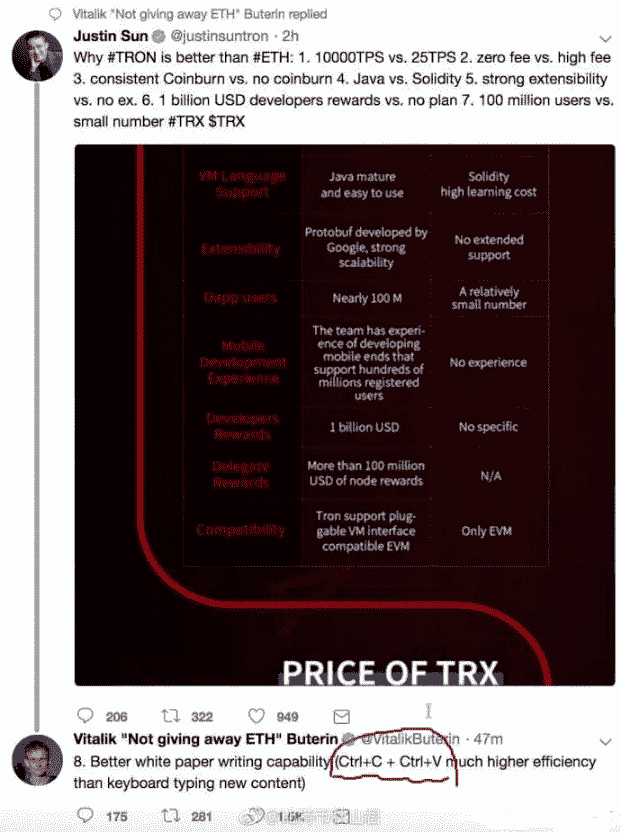 Vitalik "Not giving away ETH" Buterin replied
Justin Sun @justinsuntron · 2h
Why #TRON is better than #ETH: 1. 10000TPS vs. 25TPS 2. zero fee vs. high fee
3. consistent Coinburn vs. no coinburn 4. Java vs. Solidity 5. strong extensibility
vs. no ex. 6. 1 billion USD developers rewards vs. no plan 7. 100 million users vs.
small number #TRX $TRX
VM Language
Support
Java mature
and easy to use
Solidity
high learning cost
Extensibility
Protobuf developed by
Google, strong
scalability
No extended
support
Dapp users
Nearly 100 M
A relatively
small number
Mobile
Development
Experience
The team has experi-
ence of developing
mobile ends that
support hundreds of
millions registered
users
No experience
Developers
Rewards
1 billion USD
No specific
Delegate
Rewards
More than 100 million
USD of node rewards
N/A
Compatibility
Tron support plug-
gable VM interface
compatible EVM
Only EVM
PRICE OF TRX
206 322 949
Vitalik "Not giving away ETH" Buterin @VitalikButerin · 47m
8. Better white paper writing capability (Ctrl+C + Ctrl+V much higher efficiency
than keyboard typing new content)
175 281 1.6K